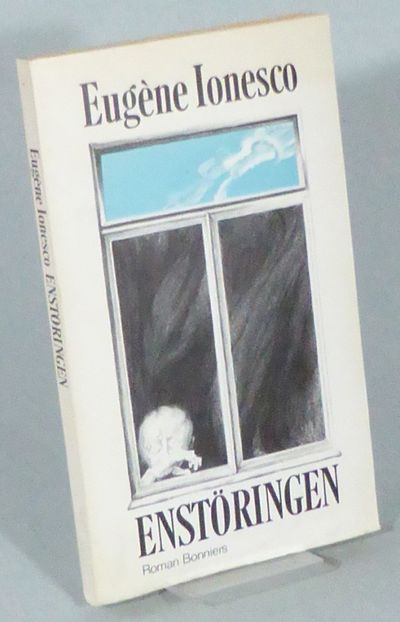 Eugène Ionesco
ENSTÖRINGEN
Roman Bonniers
Eugène Ionesco ENSTÖRINGEN